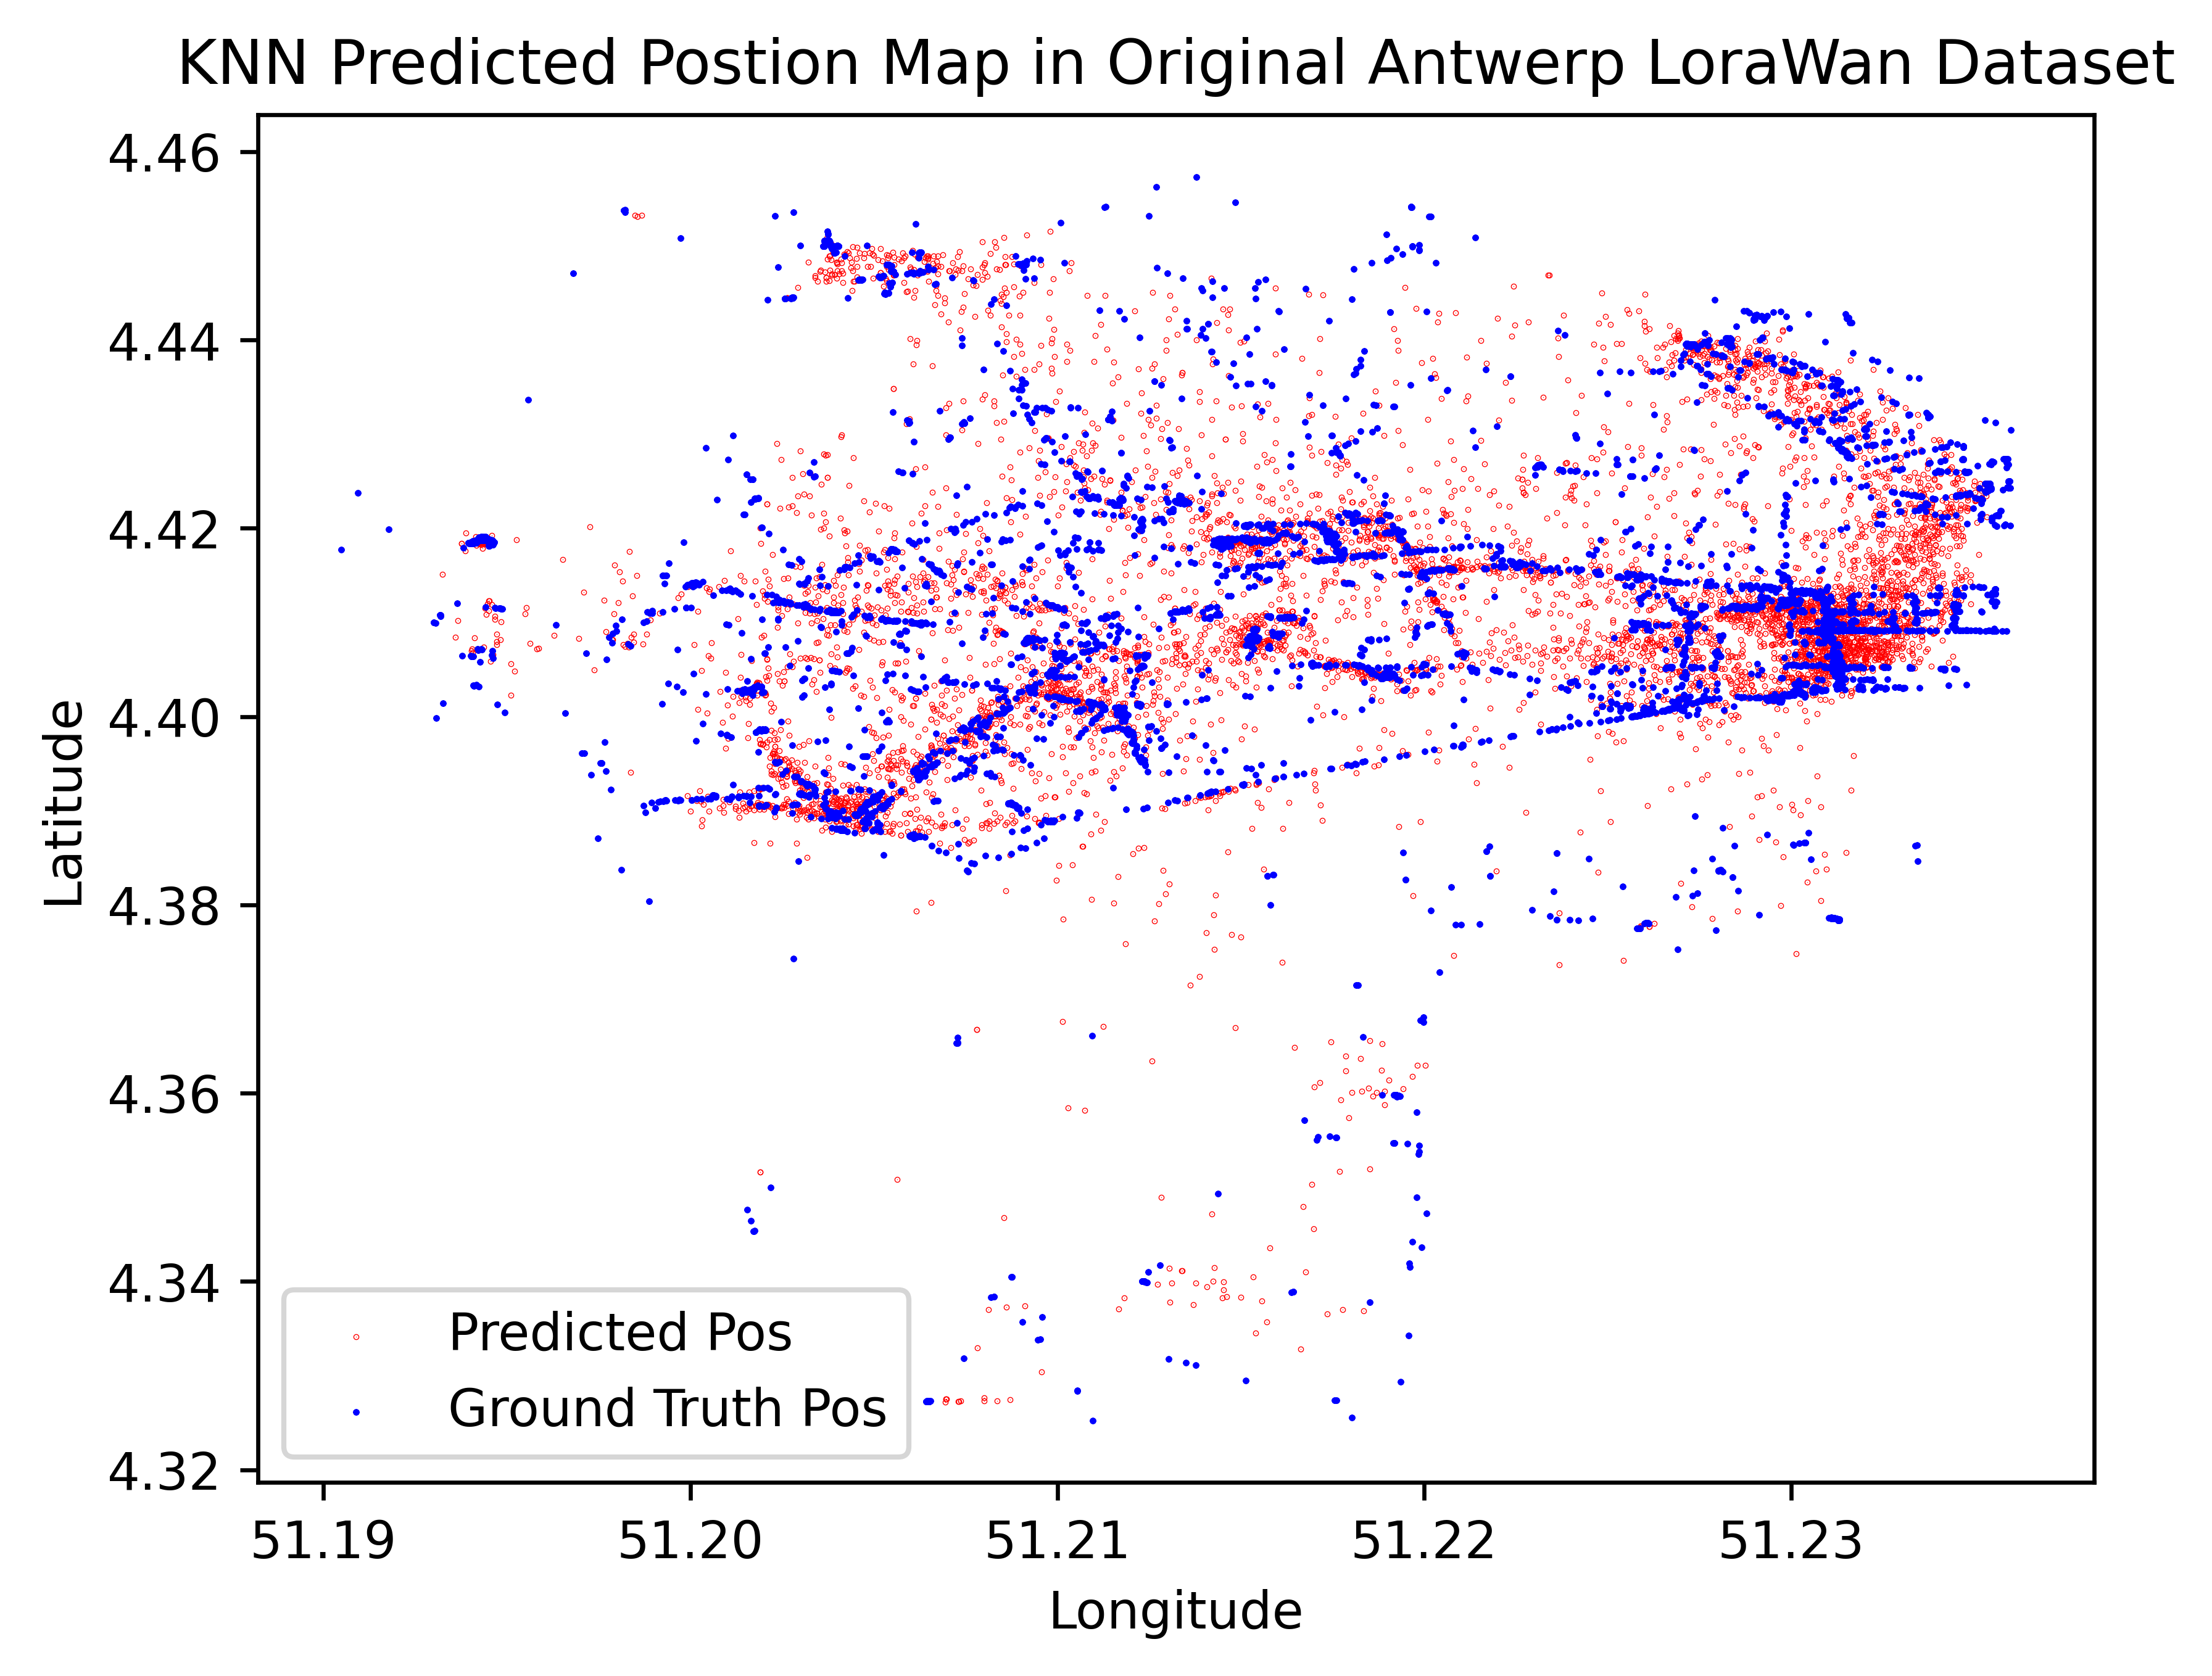 KNN Predicted Postion Map in Original Antwerp LoraWan Dataset
4.46
4.44
4.42
4.40
4.38
4.36
4.34
4.32
Latitude
Predicted Pos
Ground Truth Pos
51.19 51.20 51.21 51.22 51.23
Longitude